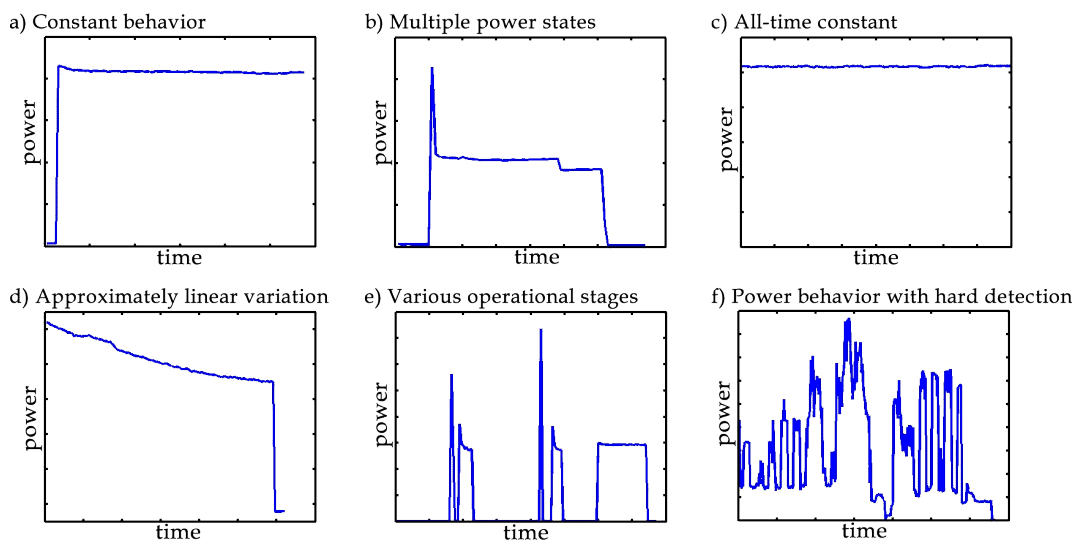 a) Constant behavior
b) Multiple power states
c) All-time constant
power
power
power
time
time
time
d) Approximately linear variation
e) Various operational stages
f) Power behavior with hard detection
power
power
power
time
time
time